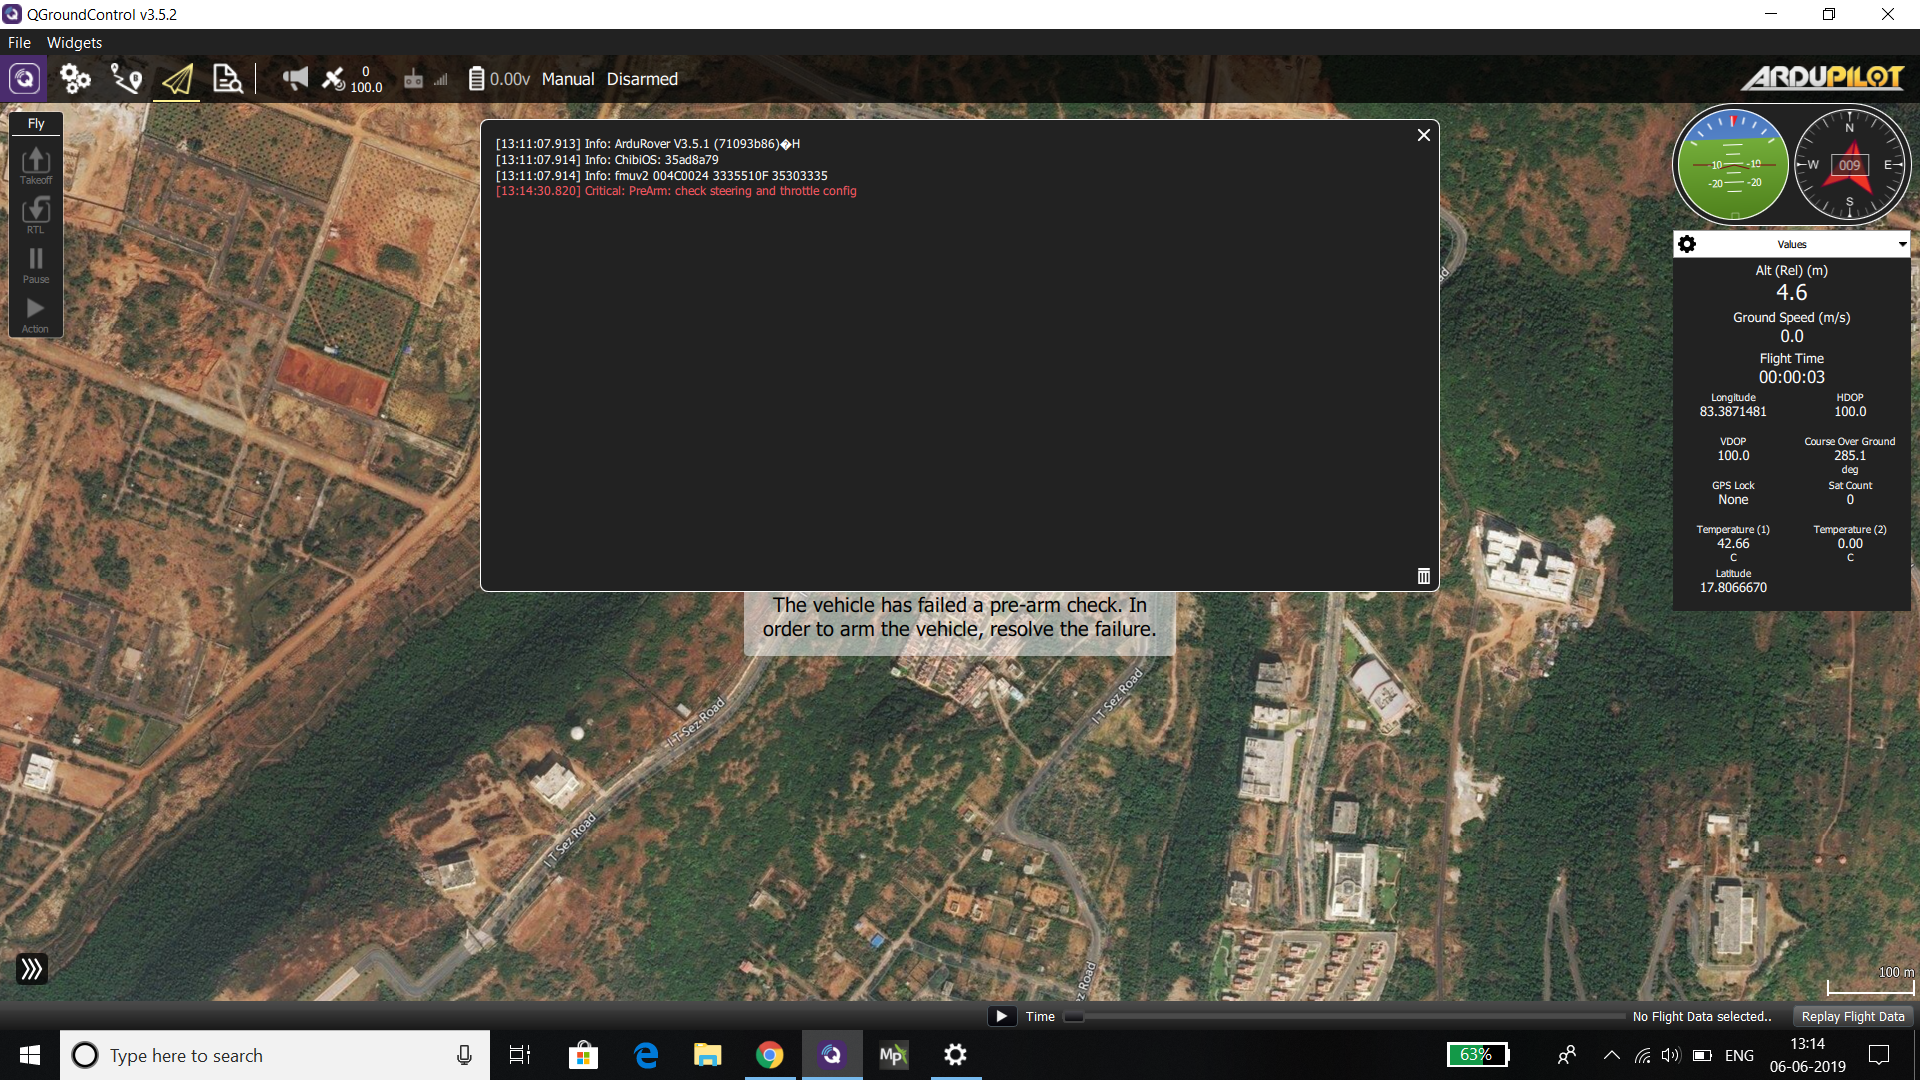 QGroundControl v3.5.2
File Widgets
0
100.0
0.00v Manual Disarmed
ARDUPILOT
Fly
Takeoff
RTL
Pause
Action
[13:11:07.913] Info: ArduRover V3.5.1 (71093b86)�H
[13:11:07.914] Info: ChibiOS: 35ad8a79
[13:11:07.914] Info: fmuv2 004C0024 3335510F 35303335
[13:14:30.820] Critical: PreArm: check steering and throttle config
The vehicle has failed a pre-arm check. In
order to arm the vehicle, resolve the failure.
-10 -10
-20 -20
N
W 009 E
S
Values
Alt (Rel) (m)
4.6
Ground Speed (m/s)
0.0
Flight Time
00:00:03
Longitude HDOP
83.3871481 100.0
VDOP Course Over Ground
100.0 285.1
deg
GPS Lock Sat Count
None 0
Temperature (1) Temperature (2)
42.66 0.00
C C
Latitude
17.8066670
I T Sez Road
I T Sez Road
I T Sez Road
100 m
Time No Flight Data selected.. Replay Flight Data
Type here to search
Mp
63%
ENG
13:14
06-06-2019